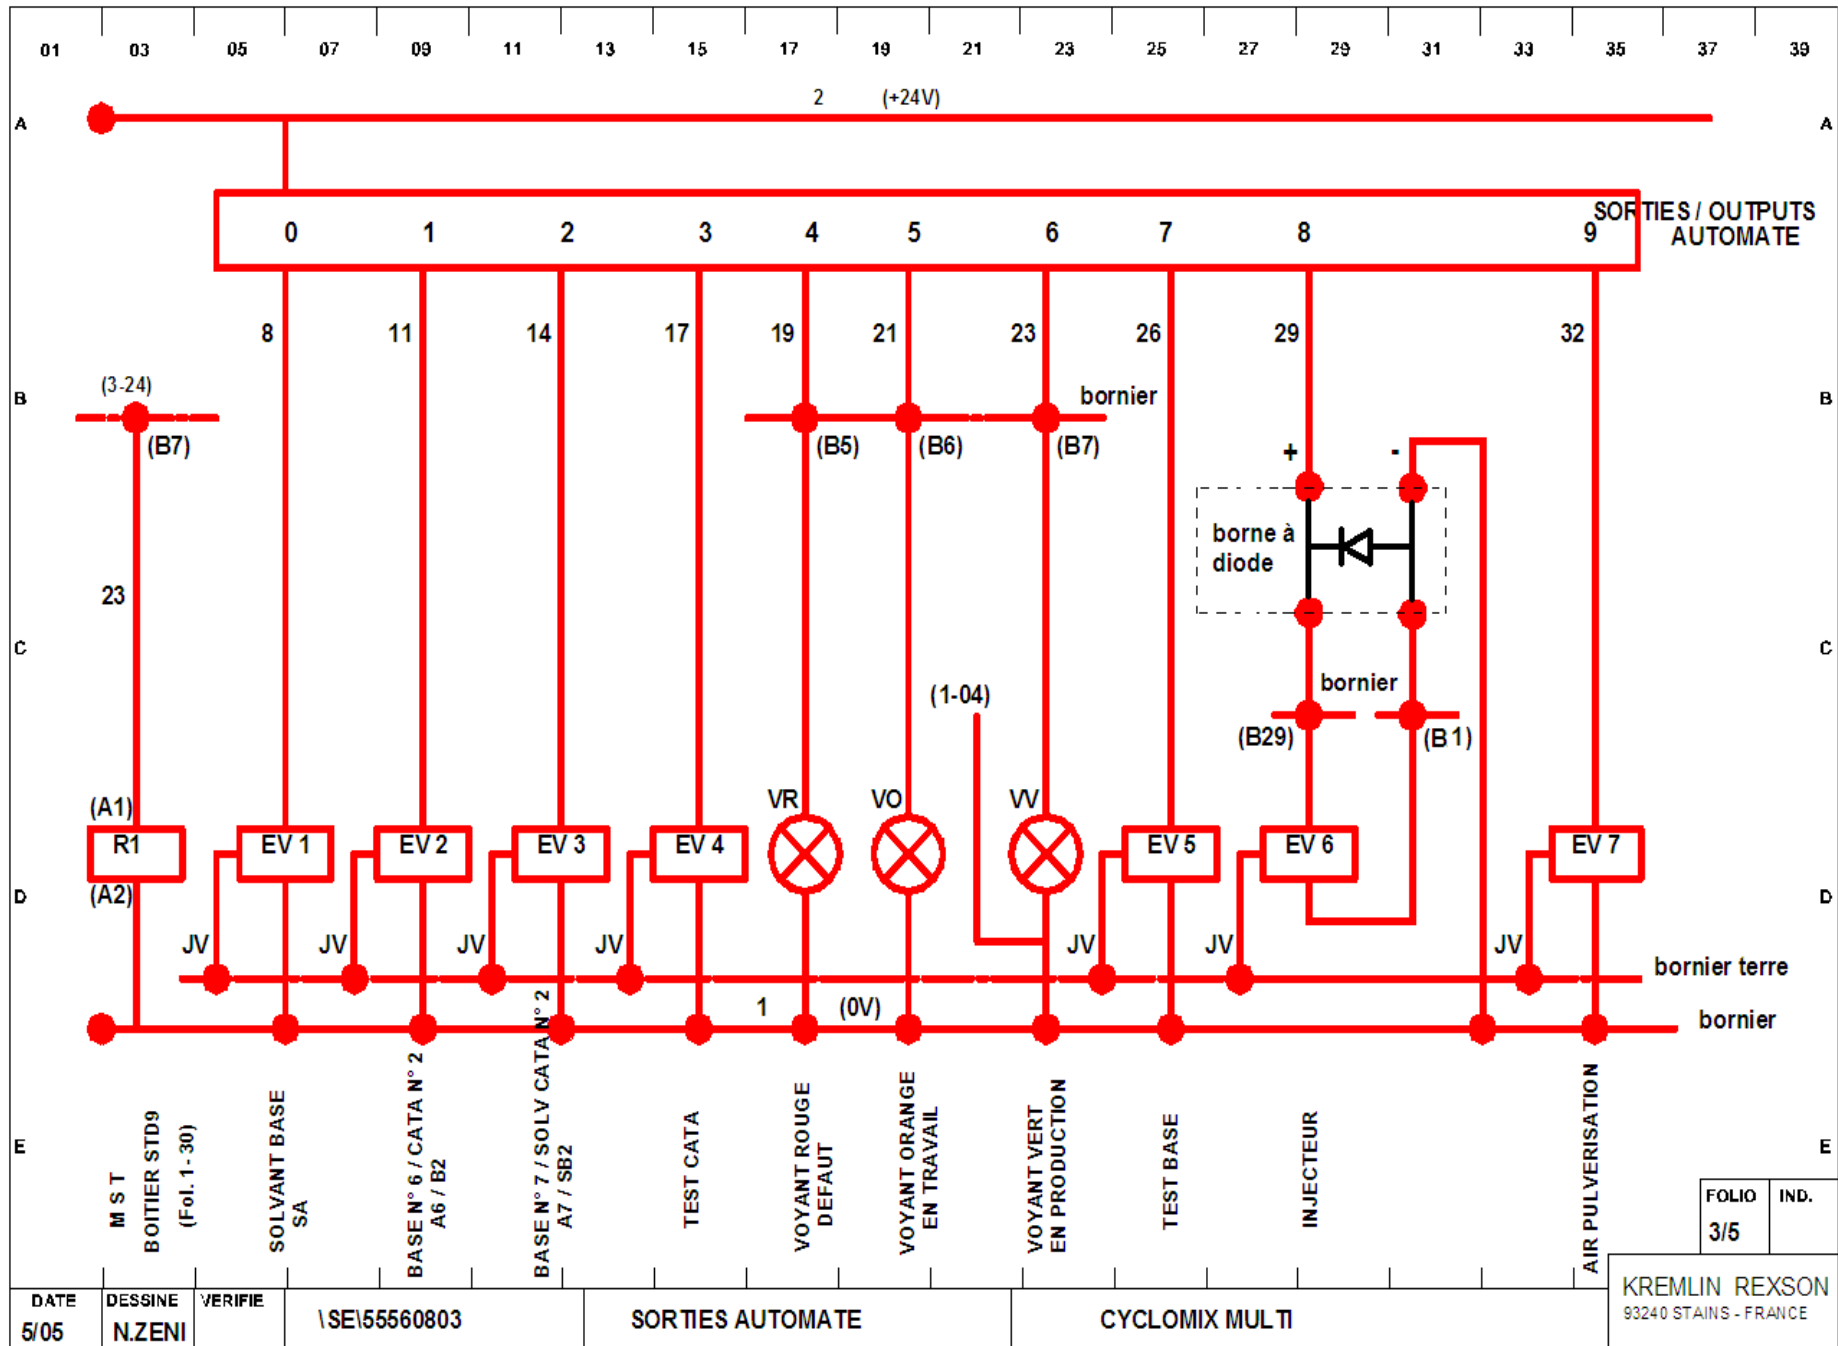 01 03 05 07 09 11 13 15 17 19 21 23 25 27 29 31 33 35 37 39
2 (+24V)
A A
SORTIES / OUTPUTS
AUTOMATE
0 1 2 3 4 5 6 7 8 9
8 11 14 17 19 21 23 26 29 32
(3-24)
B bornier B
(B7) (B5) (B6) (B7)
+ -
borne à
diode
23
C C
(1-04) bornier
(B29) (B1)
(A1) VR VO VV
R1 EV 1 EV 2 EV 3 EV 4 EV 5 EV 6 EV 7
(A2)
D D
JV JV JV JV JV JV JV
bornier terre
1 (0V)
bornier
M S T
BOITIER STD9
(Fol. 1-30)
SOLVANT BASE
SA
BASE N° 6 / CATA N° 2
A6 / B2
BASE N° 7 / SOLV CATA N° 2
A7 / SB2
TEST CATA
VOYANT ROUGE
DEFAUT
VOYANT ORANGE
EN TRAVAIL
VOYANT VERT
EN PRODUCTION
TEST BASE
INJECTEUR
AIR PULVERISATION
E E
FOLIO IND.
3/5
DATE DESSINE VERIFIE
5/05 N.ZENI
\SE\55560803
SORTIES AUTOMATE
CYCLOMIX MULTI
KREMLIN REXSON
93240 STAINS - FRANCE